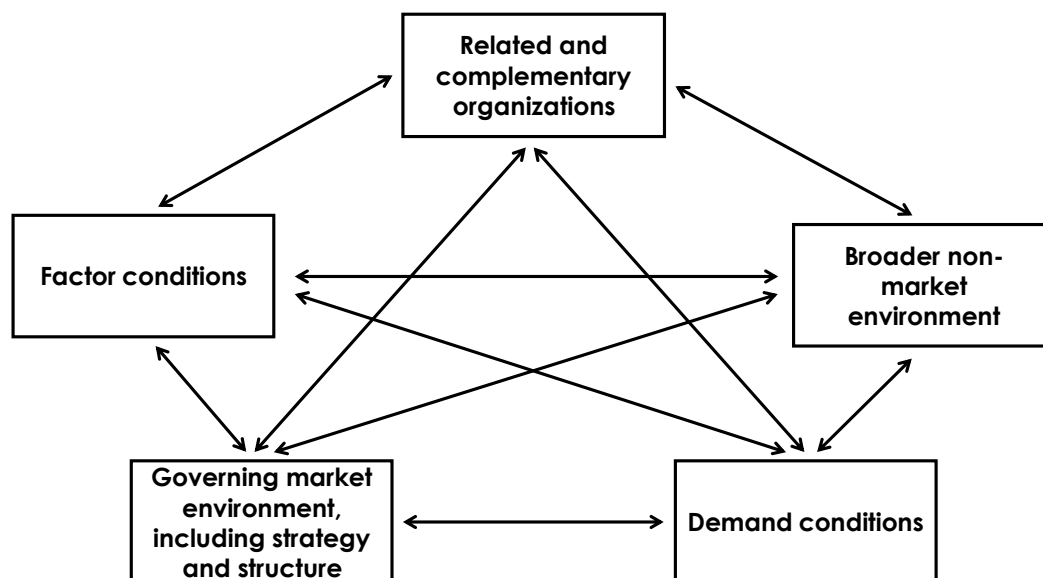 Related and
complementary
organizations
Factor conditions
Broader non-
market
environment
Governing market
environment,
including strategy
and structure
Demand conditions